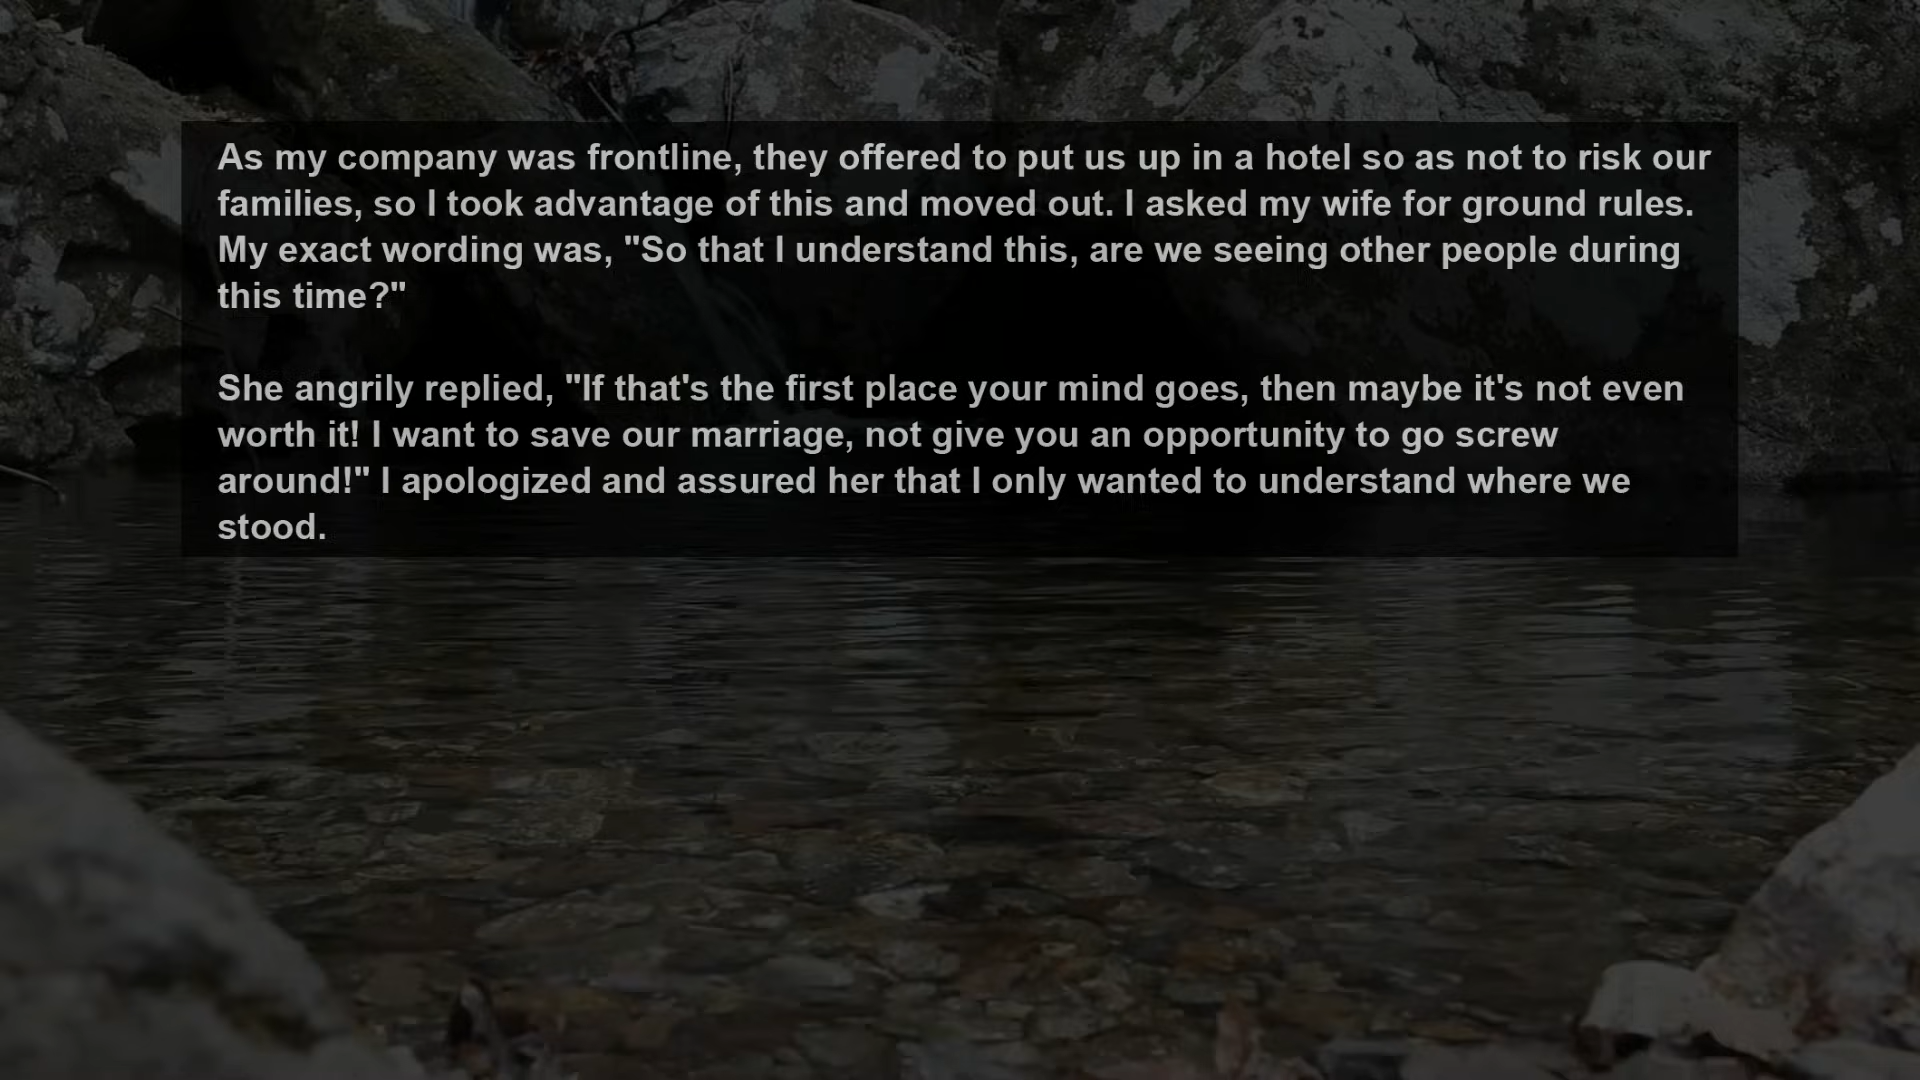 As my company was frontline, they offered to put us up in a hotel so as not to risk our
families, so I took advantage of this and moved out. I asked my wife for ground rules.
My exact wording was, "So that I understand this, are we seeing other people during
this time?"
She angrily replied, "If that's the first place your mind goes, then maybe it's not even
worth it! I want to save our marriage, not give you an opportunity to go screw
around!" I apologized and assured her that I only wanted to understand where we
stood.